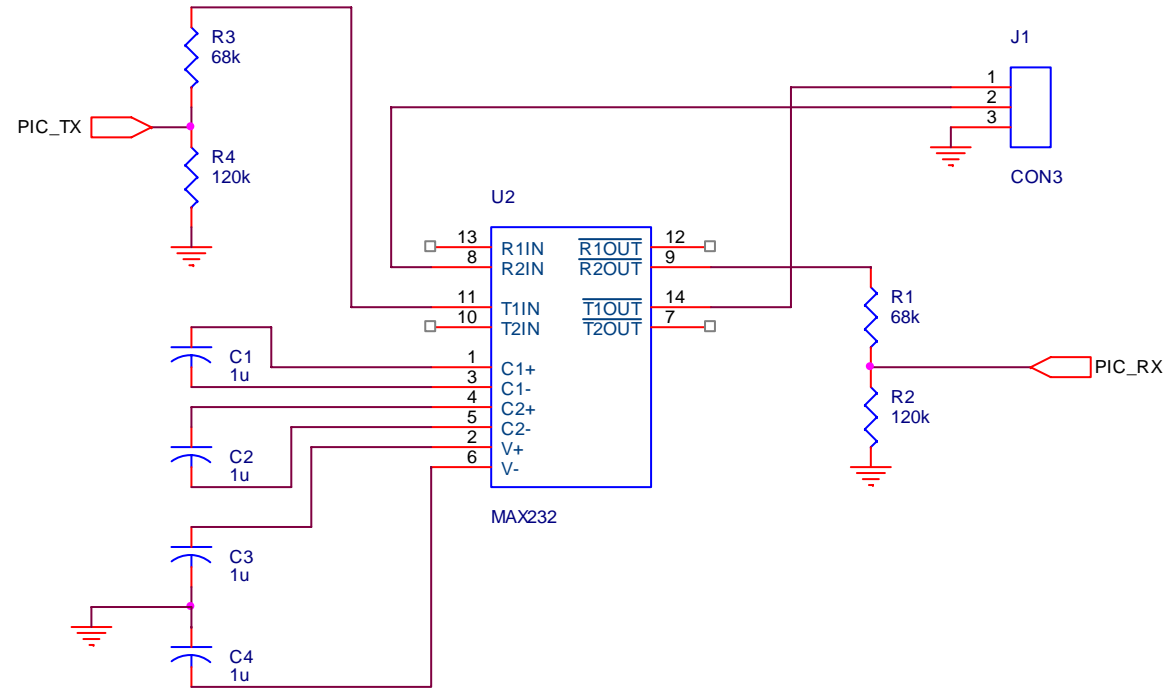 R3
68k
PIC_TX
R4
120k
J1
1
2
3
CON3
U2
13
R1IN
R1OUT
12
8
R2IN
R2OUT
9
11
T1IN
T1OUT
14
10
T2IN
T2OUT
7
1
C1+
3
C1-
4
C2+
5
C2-
2
V+
6
V-
MAX232
R1
68k
PIC_RX
R2
120k
C1
1u
C2
1u
C3
1u
C4
1u